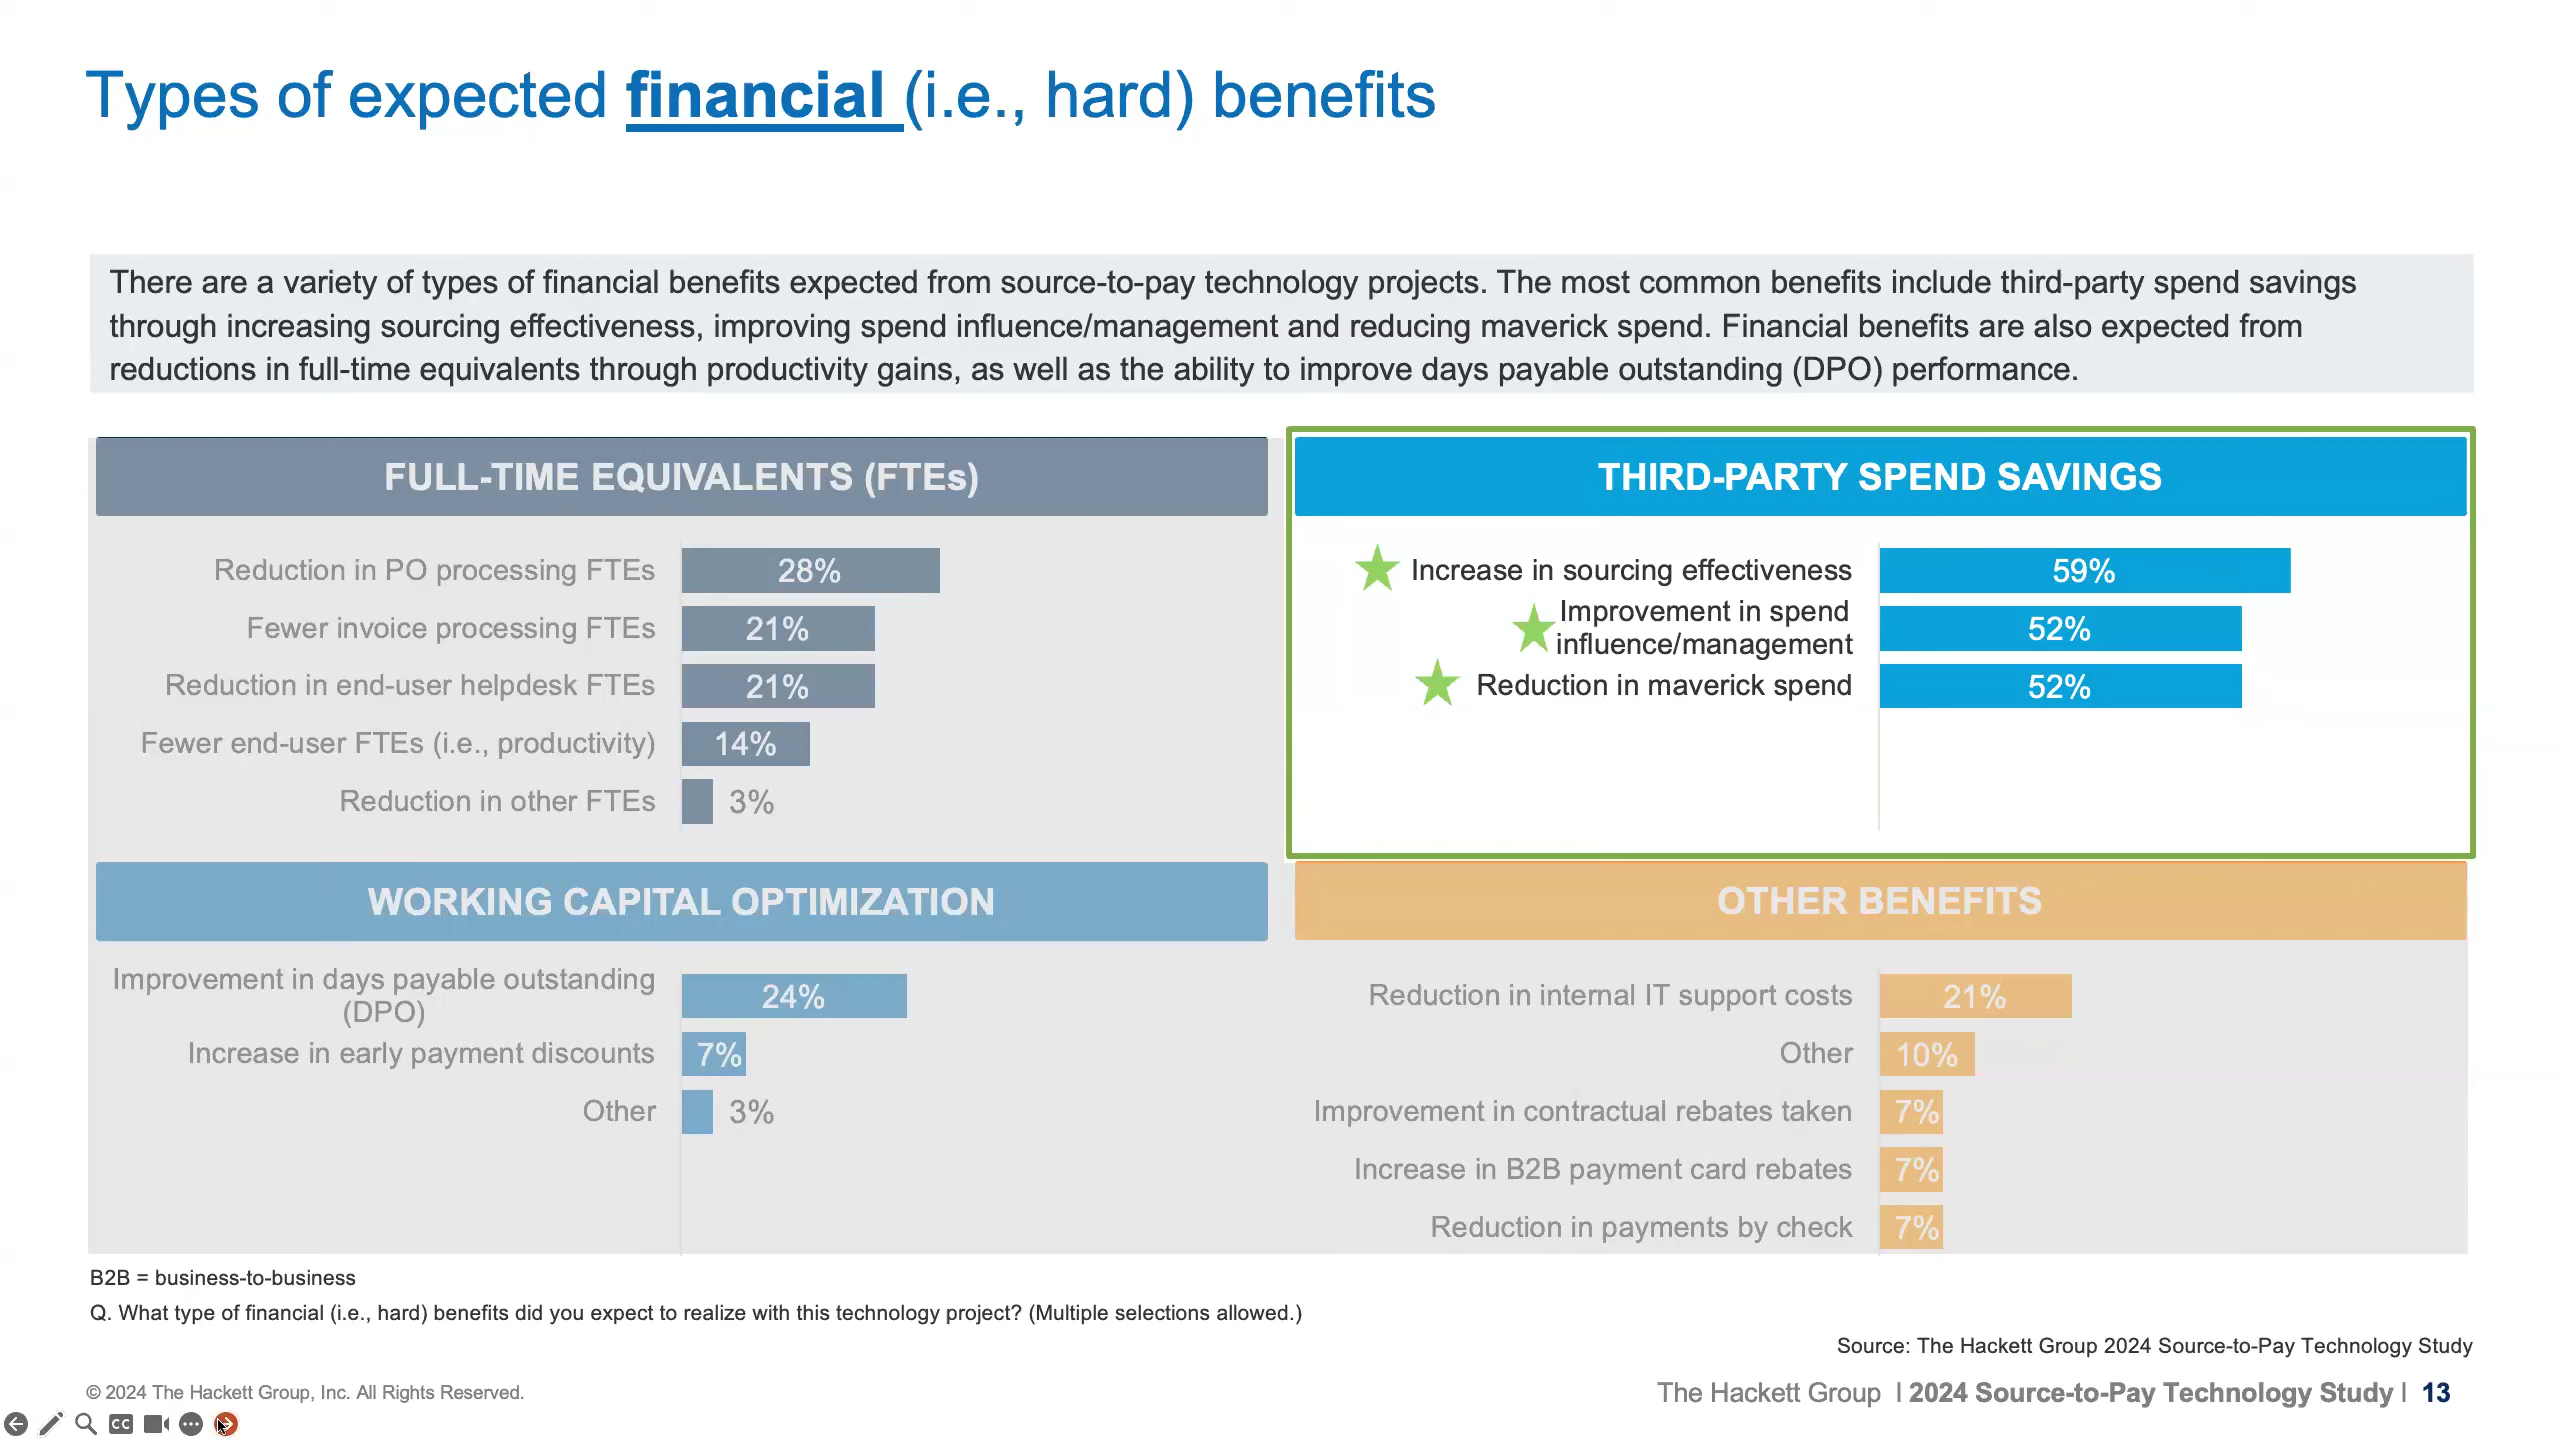 Types of expected financial (i.e., hard) benefits
There are a variety of types of financial benefits expected from source-to-pay technology projects. The most common benefits include third-party spend savings
through increasing sourcing effectiveness, improving spend influence/management and reducing maverick spend. Financial benefits are also expected from
reductions in full-time equivalents through productivity gains, as well as the ability to improve days payable outstanding (DPO) performance.
FULL-TIME EQUIVALENTS (FTEs)
Reduction in PO processing FTEs 28%
Fewer invoice processing FTEs 21%
Reduction in end-user helpdesk FTEs 21%
Fewer end-user FTEs (i.e., productivity) 14%
Reduction in other FTEs 3%
THIRD-PARTY SPEND SAVINGS
Increase in sourcing effectiveness 59%
Improvement in spend
influence/management 52%
Reduction in maverick spend 52%
WORKING CAPITAL OPTIMIZATION
Improvement in days payable outstanding
(DPO) 24%
Increase in early payment discounts 7%
Other 3%
OTHER BENEFITS
Reduction in internal IT support costs 21%
Other 10%
Improvement in contractual rebates taken 7%
Increase in B2B payment card rebates 7%
Reduction in payments by check 7%
B2B = business-to-business
Q. What type of financial (i.e., hard) benefits did you expect to realize with this technology project? (Multiple selections allowed.)
Source: The Hackett Group 2024 Source-to-Pay Technology Study
© 2024 The Hackett Group, Inc. All Rights Reserved.
The Hackett Group | 2024 Source-to-Pay Technology Study | 13
CC